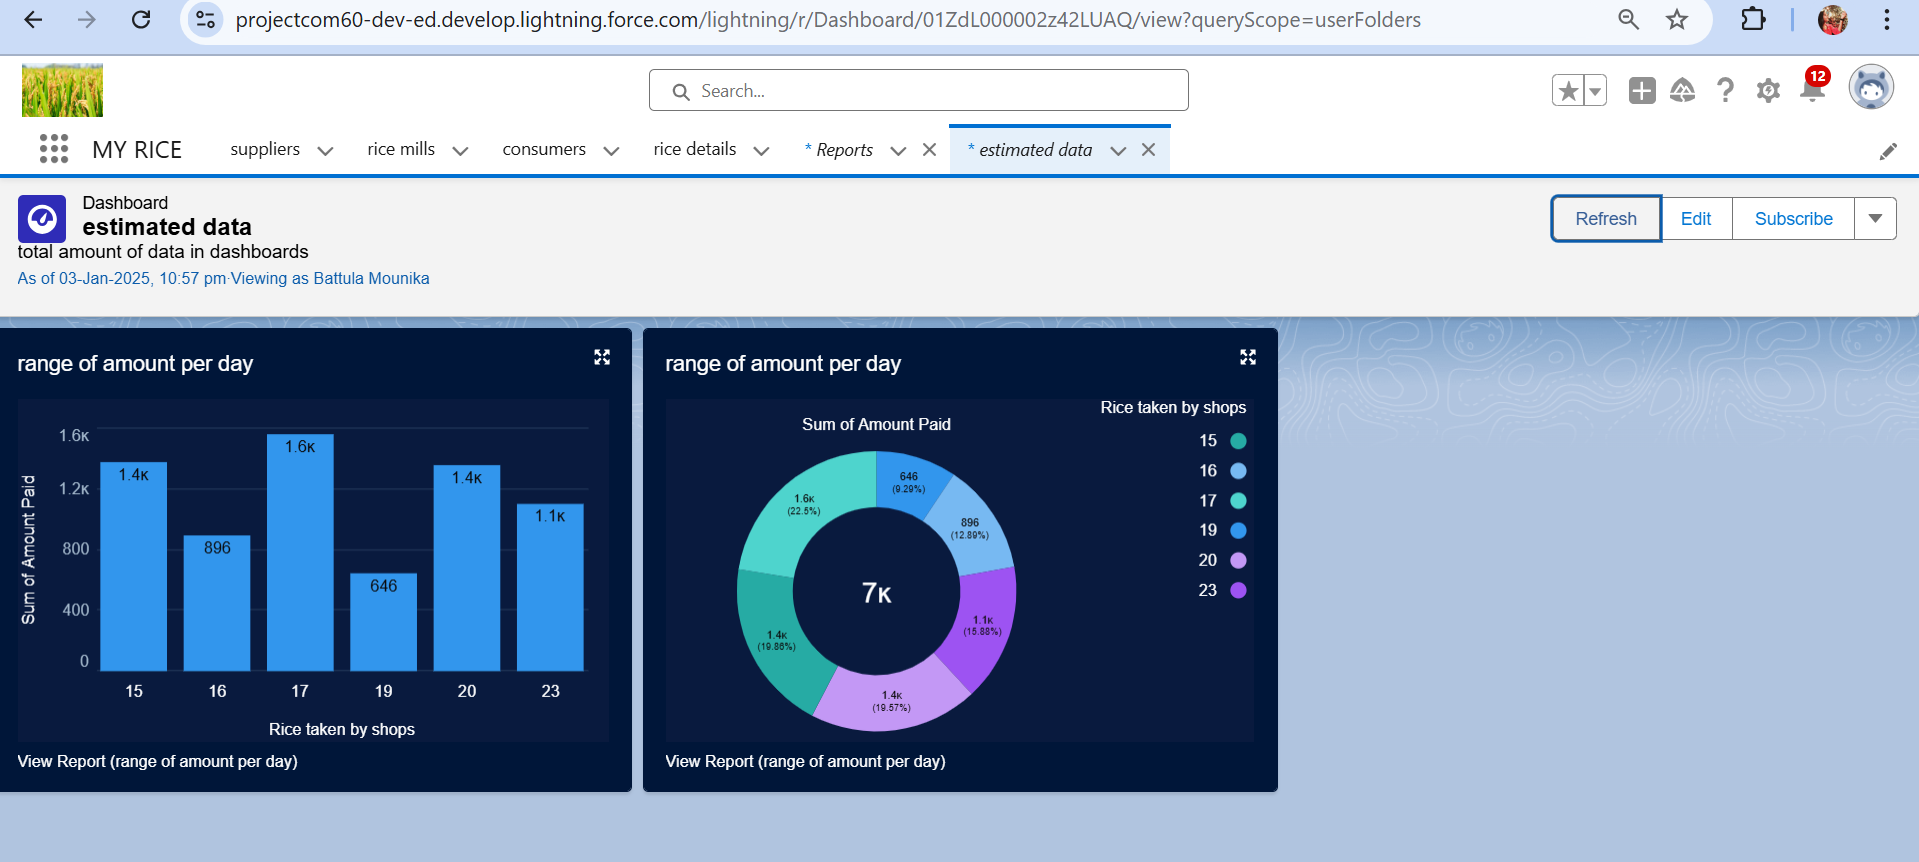 projectcom60-dev-ed.develop.lightning.force.com/lightning/r/Dashboard/01ZdL000002z42LUAQ/view?queryScope=userFolders
Search...
12
MY RICE suppliers rice mills consumers rice details * Reports * estimated data
Dashboard
estimated data
total amount of data in dashboards
As of 03-Jan-2025, 10:57 pm·Viewing as Battula Mounika
Refresh Edit Subscribe
range of amount per day
Sum of Amount Paid
1.6K
1.2K
800
400
0
1.4K
896
1.6K
646
1.4K
1.1K
15 16 17 19 20 23
Rice taken by shops
View Report (range of amount per day)
range of amount per day
Sum of Amount Paid
646
(9.29%)
896
(12.89%)
1.1K
(15.88%)
1.4K
(19.57%)
1.4K
(19.86%)
1.6K
(22.5%)
7K
Rice taken by shops
15
16
17
19
20
23
View Report (range of amount per day)